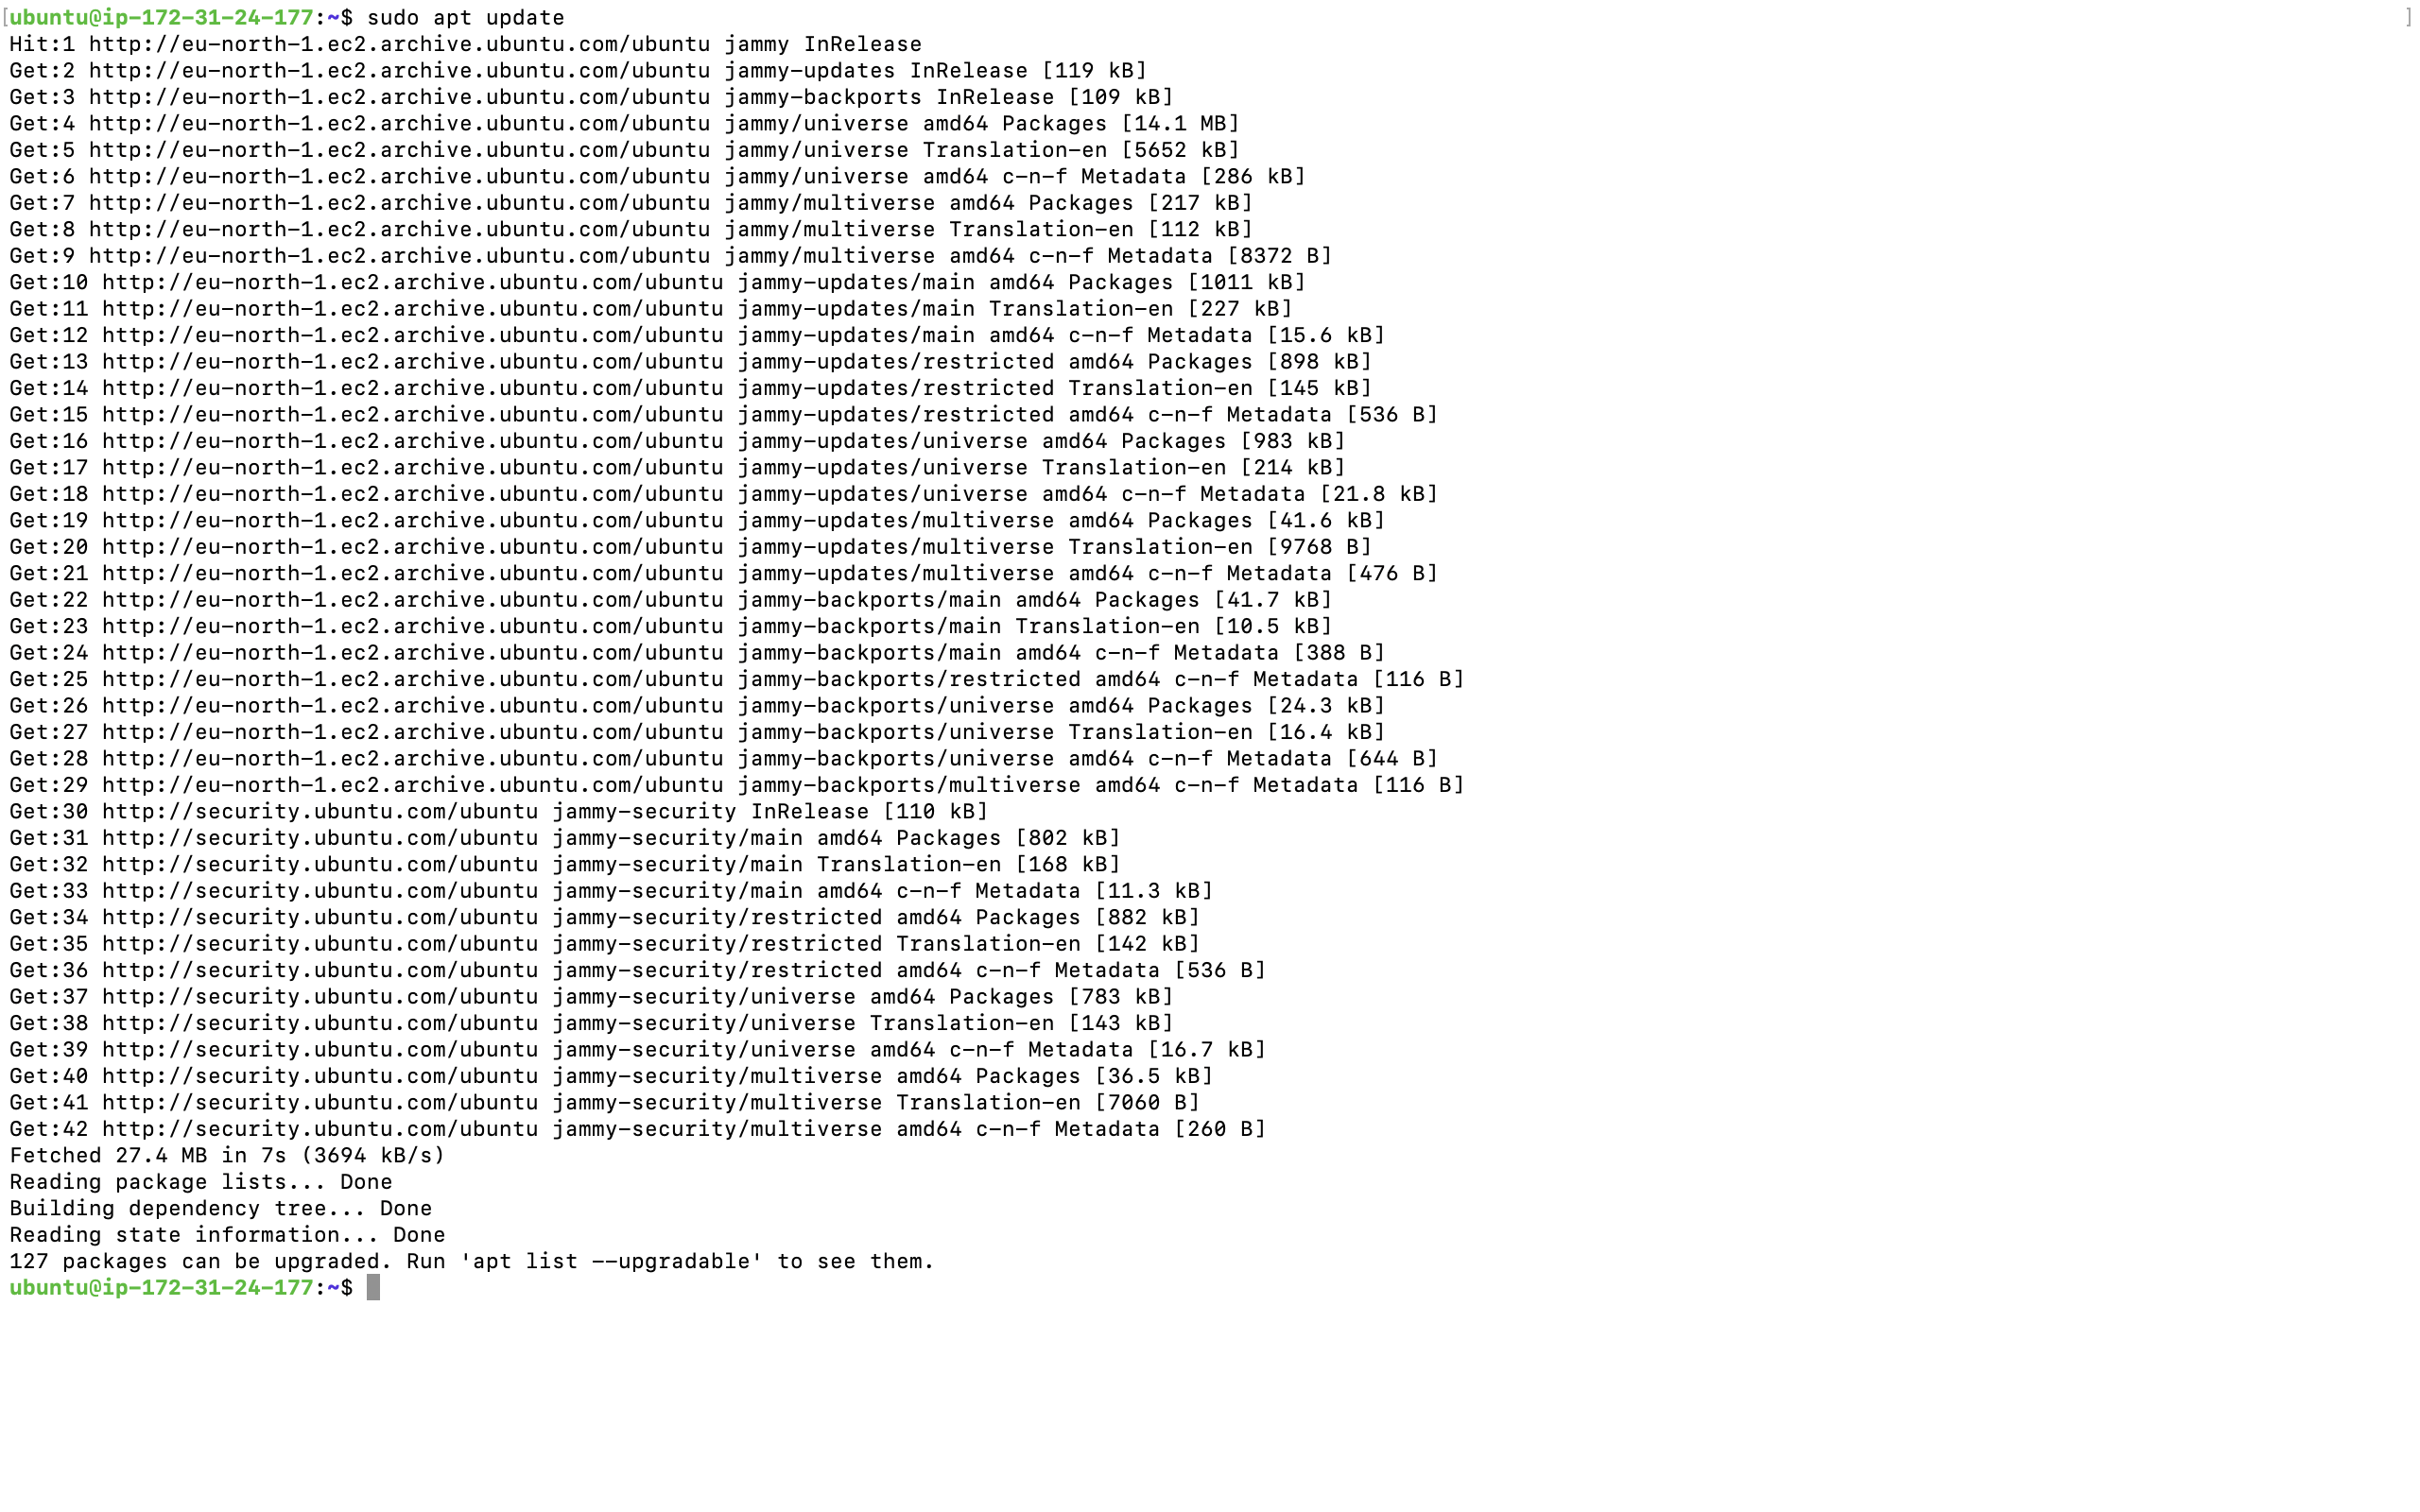 ubuntu@ip-172-31-24-177:~$ sudo apt update
Hit:1 http://eu-north-1.ec2.archive.ubuntu.com/ubuntu jammy InRelease
Get:2 http://eu-north-1.ec2.archive.ubuntu.com/ubuntu jammy-updates InRelease [119 kB]
Get:3 http://eu-north-1.ec2.archive.ubuntu.com/ubuntu jammy-backports InRelease [109 kB]
Get:4 http://eu-north-1.ec2.archive.ubuntu.com/ubuntu jammy/universe amd64 Packages [14.1 MB]
Get:5 http://eu-north-1.ec2.archive.ubuntu.com/ubuntu jammy/universe Translation-en [5652 kB]
Get:6 http://eu-north-1.ec2.archive.ubuntu.com/ubuntu jammy/universe amd64 c-n-f Metadata [286 kB]
Get:7 http://eu-north-1.ec2.archive.ubuntu.com/ubuntu jammy/multiverse amd64 Packages [217 kB]
Get:8 http://eu-north-1.ec2.archive.ubuntu.com/ubuntu jammy/multiverse Translation-en [112 kB]
Get:9 http://eu-north-1.ec2.archive.ubuntu.com/ubuntu jammy/multiverse amd64 c-n-f Metadata [8372 B]
Get:10 http://eu-north-1.ec2.archive.ubuntu.com/ubuntu jammy-updates/main amd64 Packages [1011 kB]
Get:11 http://eu-north-1.ec2.archive.ubuntu.com/ubuntu jammy-updates/main Translation-en [227 kB]
Get:12 http://eu-north-1.ec2.archive.ubuntu.com/ubuntu jammy-updates/main amd64 c-n-f Metadata [15.6 kB]
Get:13 http://eu-north-1.ec2.archive.ubuntu.com/ubuntu jammy-updates/restricted amd64 Packages [898 kB]
Get:14 http://eu-north-1.ec2.archive.ubuntu.com/ubuntu jammy-updates/restricted Translation-en [145 kB]
Get:15 http://eu-north-1.ec2.archive.ubuntu.com/ubuntu jammy-updates/restricted amd64 c-n-f Metadata [536 B]
Get:16 http://eu-north-1.ec2.archive.ubuntu.com/ubuntu jammy-updates/universe amd64 Packages [983 kB]
Get:17 http://eu-north-1.ec2.archive.ubuntu.com/ubuntu jammy-updates/universe Translation-en [214 kB]
Get:18 http://eu-north-1.ec2.archive.ubuntu.com/ubuntu jammy-updates/universe amd64 c-n-f Metadata [21.8 kB]
Get:19 http://eu-north-1.ec2.archive.ubuntu.com/ubuntu jammy-updates/multiverse amd64 Packages [41.6 kB]
Get:20 http://eu-north-1.ec2.archive.ubuntu.com/ubuntu jammy-updates/multiverse Translation-en [9768 B]
Get:21 http://eu-north-1.ec2.archive.ubuntu.com/ubuntu jammy-updates/multiverse amd64 c-n-f Metadata [476 B]
Get:22 http://eu-north-1.ec2.archive.ubuntu.com/ubuntu jammy-backports/main amd64 Packages [41.7 kB]
Get:23 http://eu-north-1.ec2.archive.ubuntu.com/ubuntu jammy-backports/main Translation-en [10.5 kB]
Get:24 http://eu-north-1.ec2.archive.ubuntu.com/ubuntu jammy-backports/main amd64 c-n-f Metadata [388 B]
Get:25 http://eu-north-1.ec2.archive.ubuntu.com/ubuntu jammy-backports/restricted amd64 c-n-f Metadata [116 B]
Get:26 http://eu-north-1.ec2.archive.ubuntu.com/ubuntu jammy-backports/universe amd64 Packages [24.3 kB]
Get:27 http://eu-north-1.ec2.archive.ubuntu.com/ubuntu jammy-backports/universe Translation-en [16.4 kB]
Get:28 http://eu-north-1.ec2.archive.ubuntu.com/ubuntu jammy-backports/universe amd64 c-n-f Metadata [644 B]
Get:29 http://eu-north-1.ec2.archive.ubuntu.com/ubuntu jammy-backports/multiverse amd64 c-n-f Metadata [116 B]
Get:30 http://security.ubuntu.com/ubuntu jammy-security InRelease [110 kB]
Get:31 http://security.ubuntu.com/ubuntu jammy-security/main amd64 Packages [802 kB]
Get:32 http://security.ubuntu.com/ubuntu jammy-security/main Translation-en [168 kB]
Get:33 http://security.ubuntu.com/ubuntu jammy-security/main amd64 c-n-f Metadata [11.3 kB]
Get:34 http://security.ubuntu.com/ubuntu jammy-security/restricted amd64 Packages [882 kB]
Get:35 http://security.ubuntu.com/ubuntu jammy-security/restricted Translation-en [142 kB]
Get:36 http://security.ubuntu.com/ubuntu jammy-security/restricted amd64 c-n-f Metadata [536 B]
Get:37 http://security.ubuntu.com/ubuntu jammy-security/universe amd64 Packages [783 kB]
Get:38 http://security.ubuntu.com/ubuntu jammy-security/universe Translation-en [143 kB]
Get:39 http://security.ubuntu.com/ubuntu jammy-security/universe amd64 c-n-f Metadata [16.7 kB]
Get:40 http://security.ubuntu.com/ubuntu jammy-security/multiverse amd64 Packages [36.5 kB]
Get:41 http://security.ubuntu.com/ubuntu jammy-security/multiverse Translation-en [7060 B]
Get:42 http://security.ubuntu.com/ubuntu jammy-security/multiverse amd64 c-n-f Metadata [260 B]
Fetched 27.4 MB in 7s (3694 kB/s)
Reading package lists... Done
Building dependency tree... Done
Reading state information... Done
127 packages can be upgraded. Run 'apt list --upgradable' to see them.
ubuntu@ip-172-31-24-177:~$